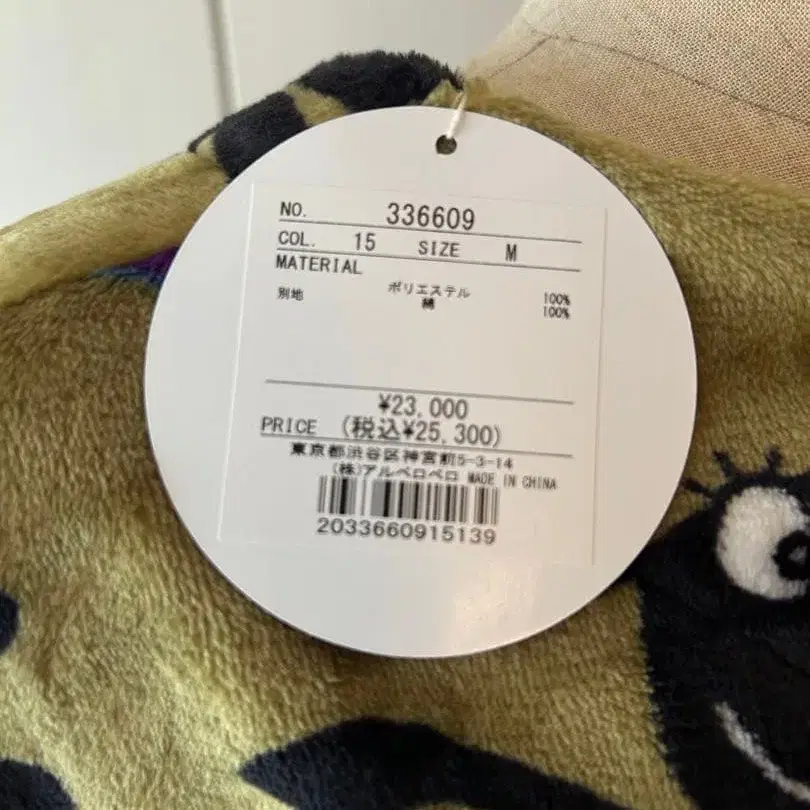 NO. 336609
COL. 15 SIZE M
MATERIAL
ポリエステル 100%
別地 綿 100%
¥23,000
PRICE (税込¥25,300)
東京都渋谷区神宮前5-3-14
(株)アルベロベロ MADE IN CHINA
2033660915139